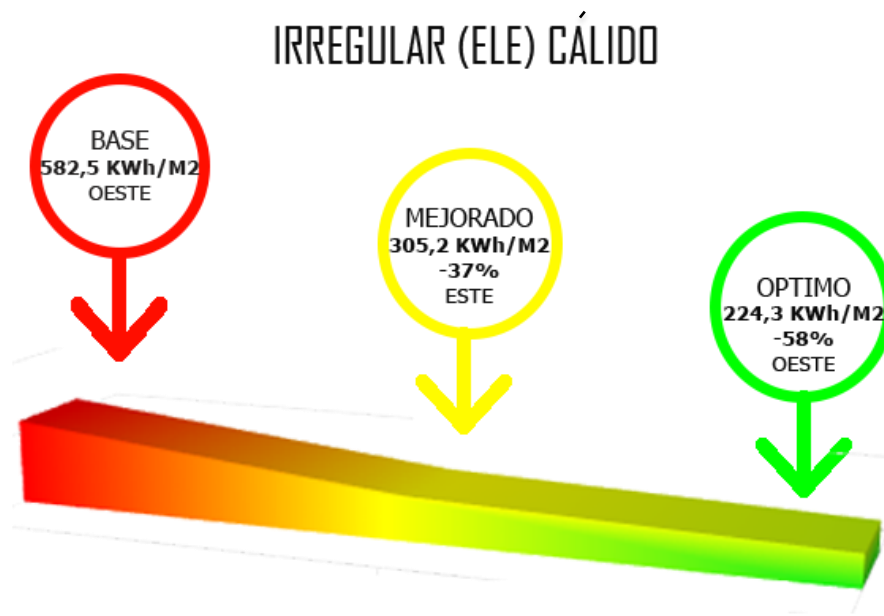 IRREGULAR (ELE) CÁLIDO
BASE
582,5 KWh/M2
OESTE
MEJORADO
305,2 KWh/M2
-37%
ESTE
OPTIMO
224,3 KWh/M2
-58%
OESTE